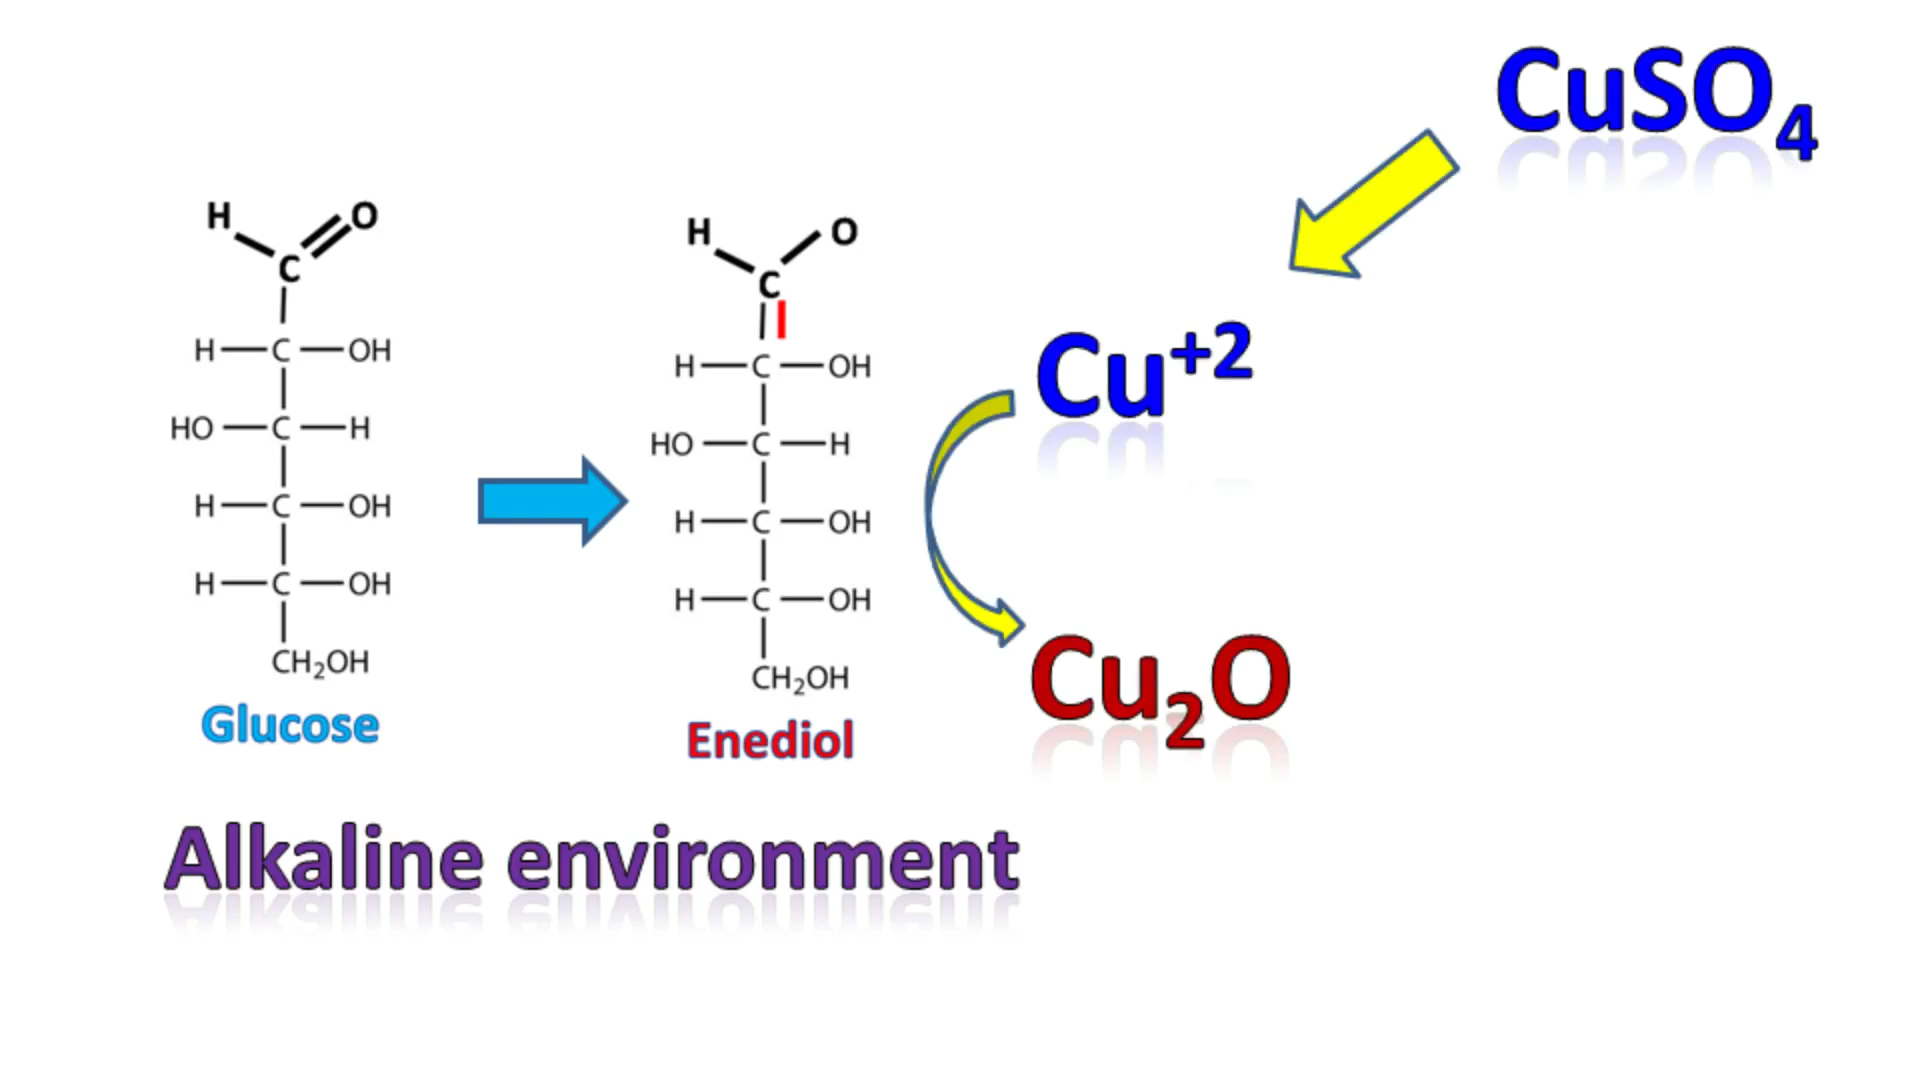 CuSO₄
H O
C
H C OH
HO C H
H C OH
H C OH
CH₂OH
Glucose
H O
C
H C OH
HO C H
H C OH
H C OH
CH₂OH
Enediol
Cu⁺²
Cu₂O
Alkaline environment